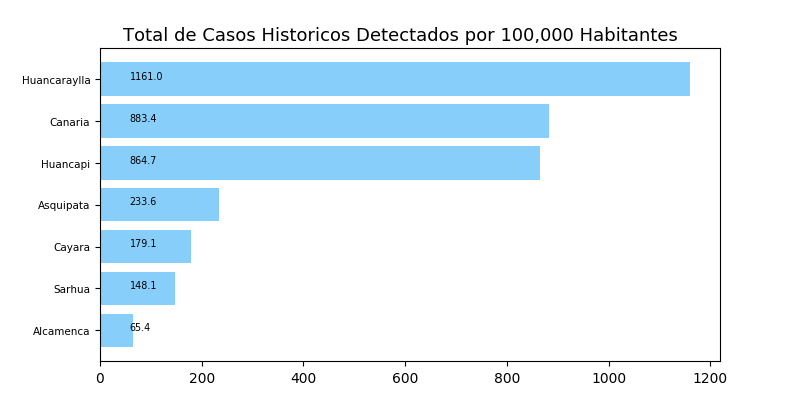 Total de Casos Historicos Detectados por 100,000 Habitantes
Huancaraylla 1161.0
Canaria 883.4
Huancapi 864.7
Asquipata 233.6
Cayara 179.1
Sarhua 148.1
Alcamenca 65.4
0 200 400 600 800 1000 1200